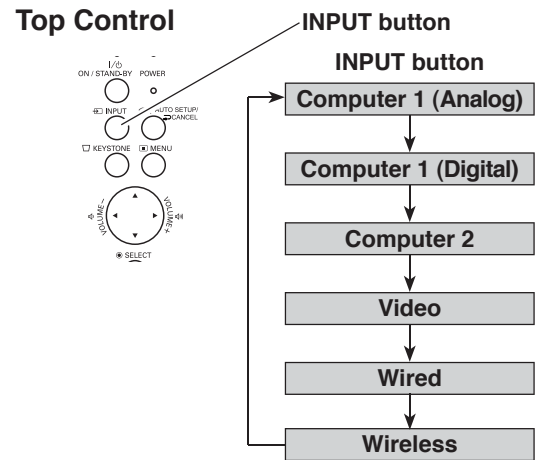 Top Control
INPUT button
INPUT button
I/⏻
ON / STAND-BY POWER
INPUT
AUTO SETUP/
CANCEL
KEYSTONE MENU
VOLUME− VOLUME+
SELECT
Computer 1 (Analog)
Computer 1 (Digital)
Computer 2
Video
Wired
Wireless